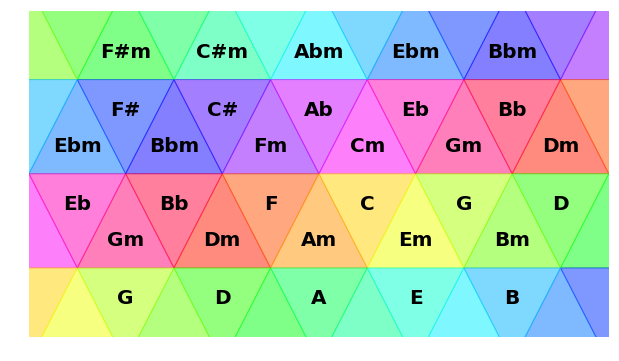 F#m C#m Abm Ebm Bbm
F# C# Ab Eb Bb
Ebm Bbm Fm Cm Gm Dm
Eb Bb F C G D
Gm Dm Am Em Bm
G D A E B